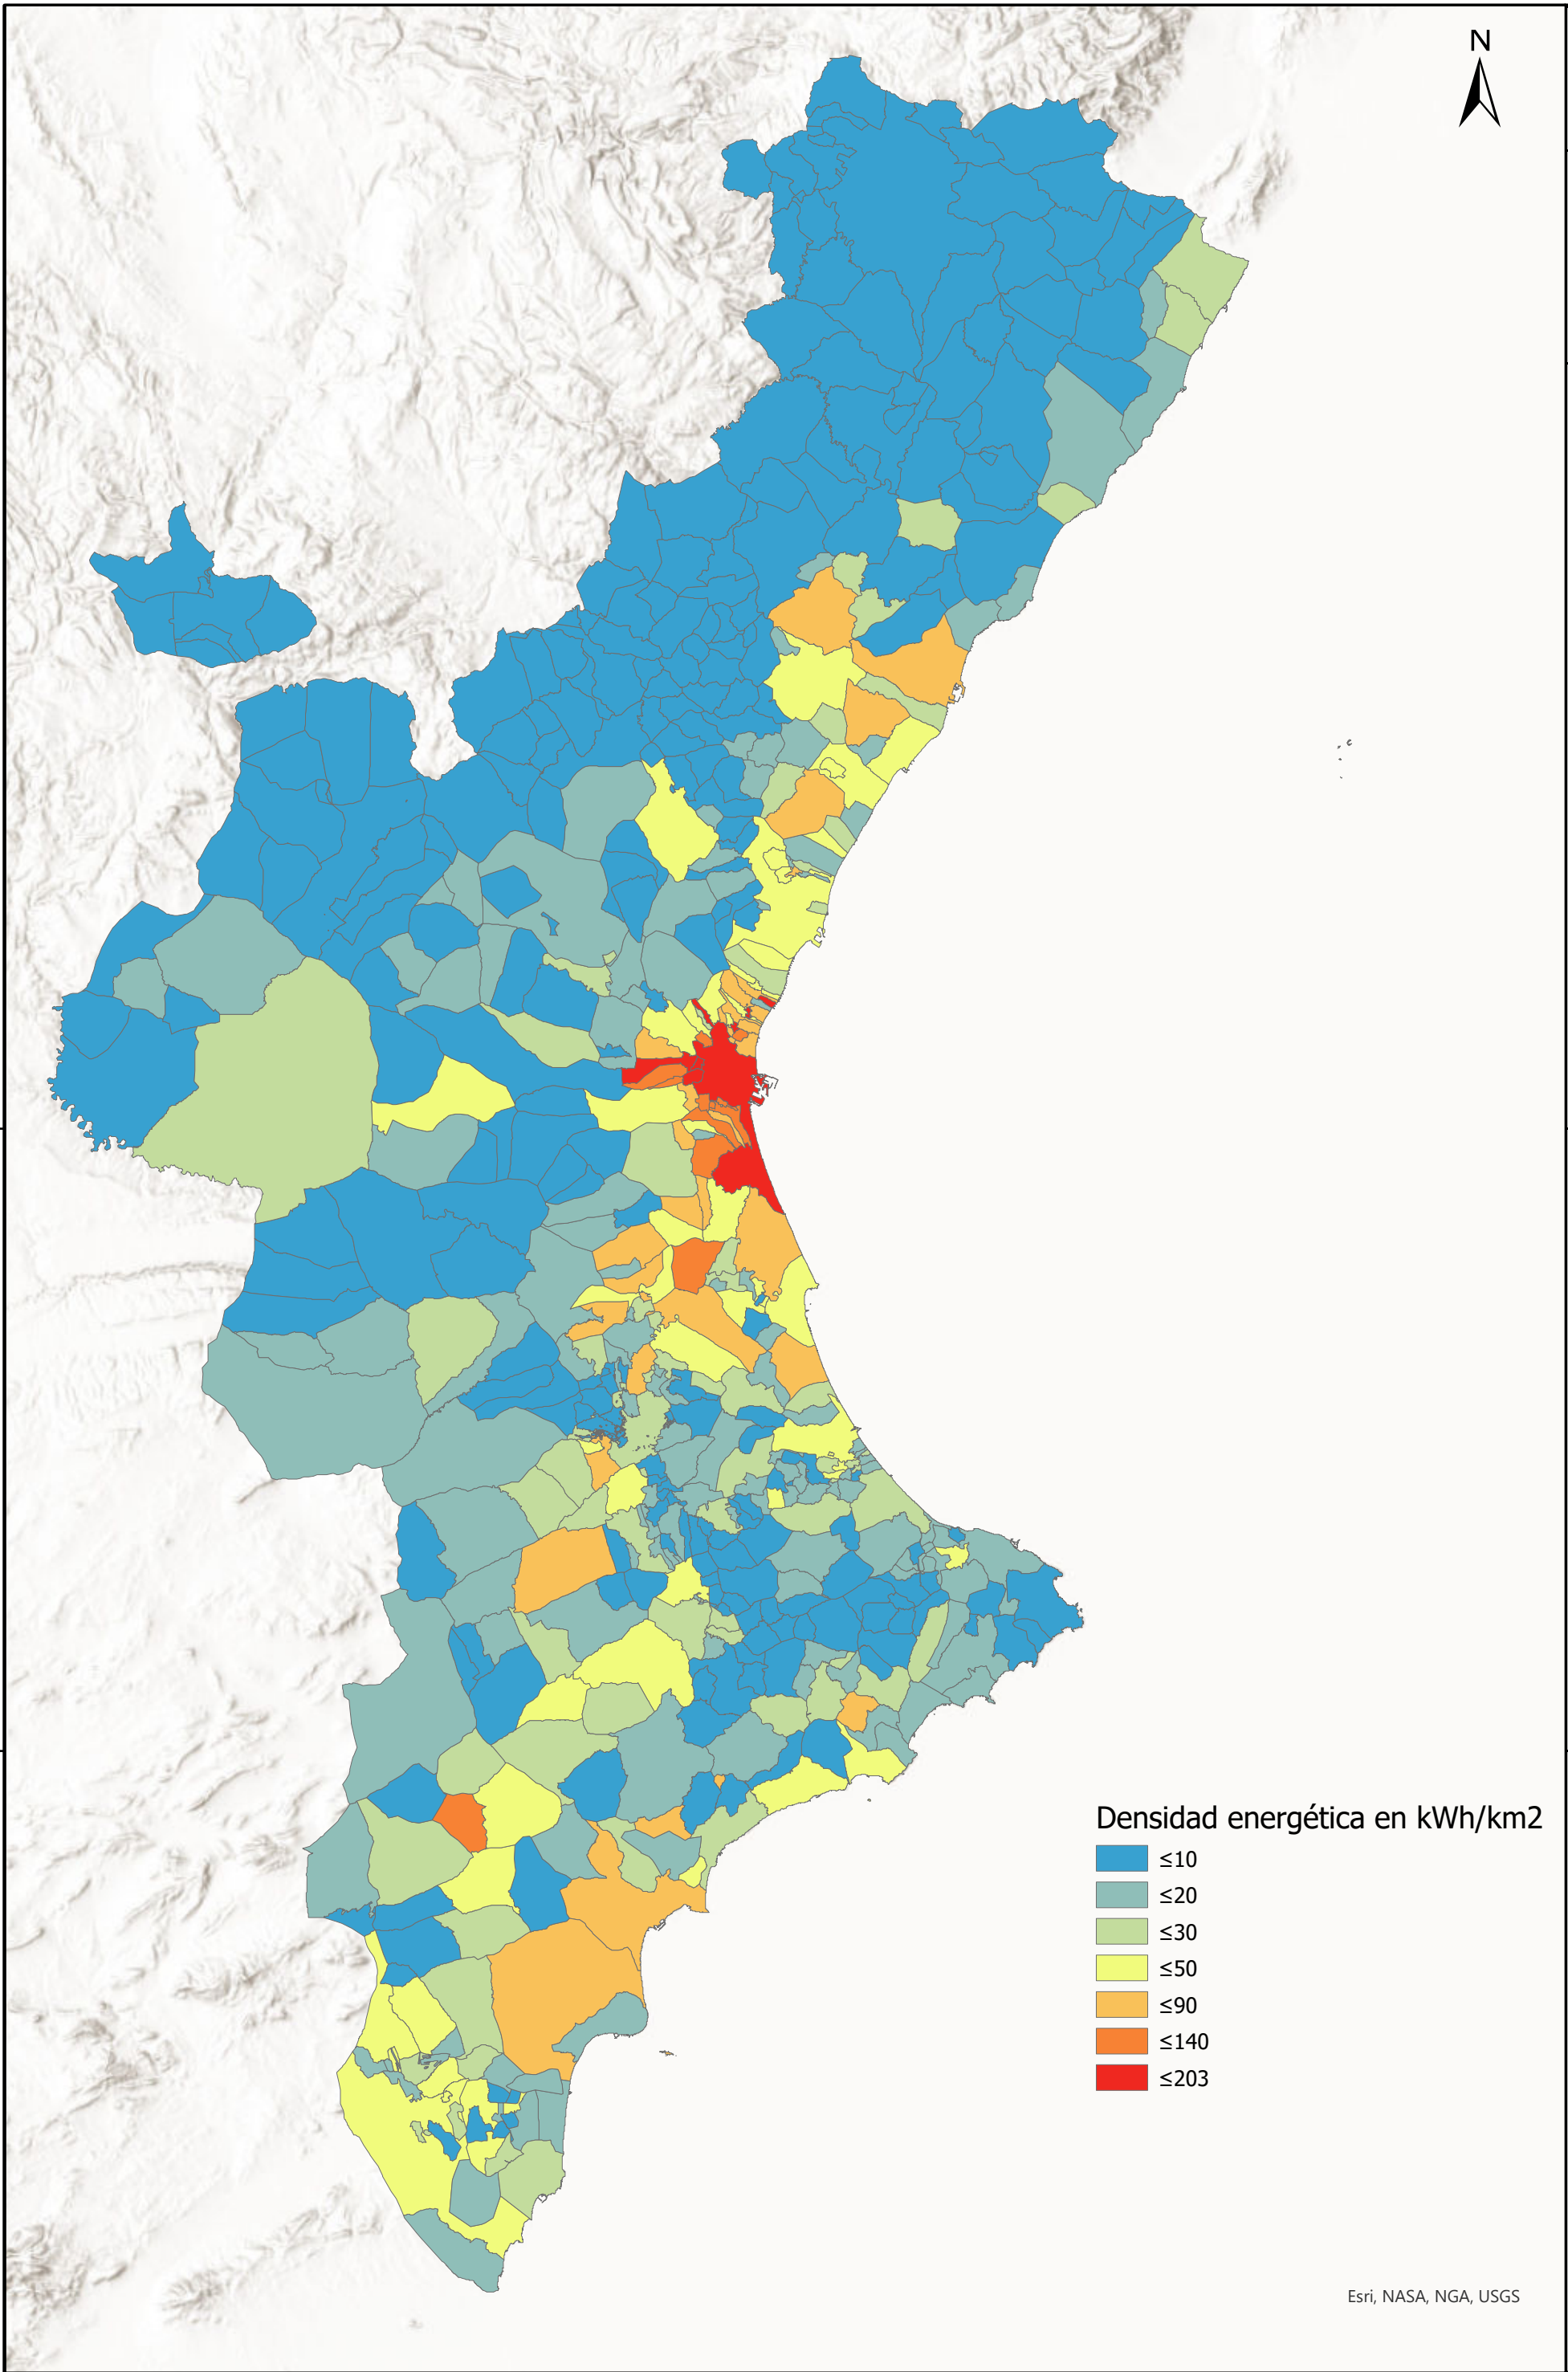 N
Densidad energética en kWh/km2
≤10
≤20
≤30
≤50
≤90
≤140
≤203
Esri, NASA, NGA, USGS